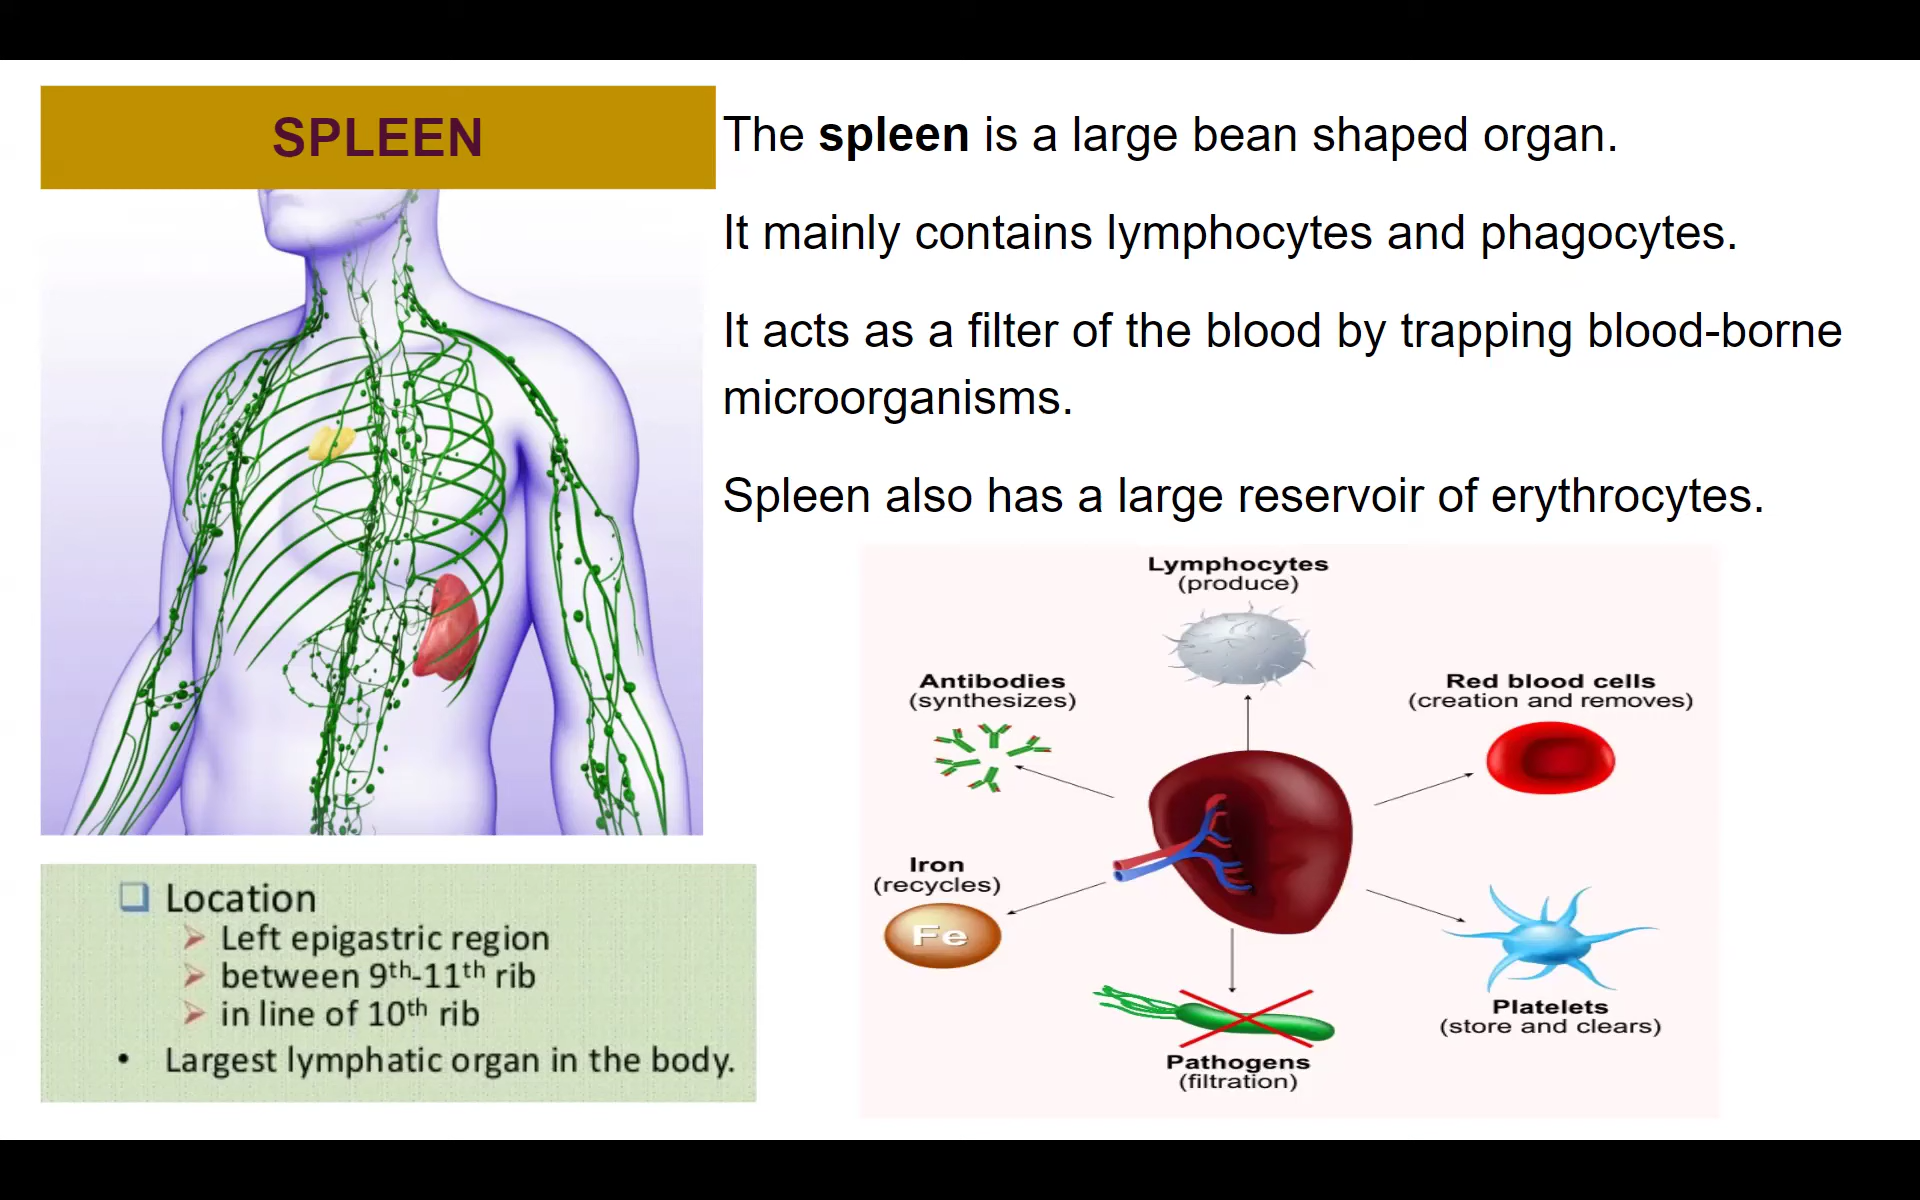 SPLEEN
The spleen is a large bean shaped organ.
It mainly contains lymphocytes and phagocytes.
It acts as a filter of the blood by trapping blood-borne
microorganisms.
Spleen also has a large reservoir of erythrocytes.
Lymphocytes
(produce)
Antibodies
(synthesizes)
Red blood cells
(creation and removes)
Iron
(recycles)
Fe
Platelets
(store and clears)
Pathogens
(filtration)
Location
Left epigastric region
between 9th-11th rib
in line of 10th rib
• Largest lymphatic organ in the body.